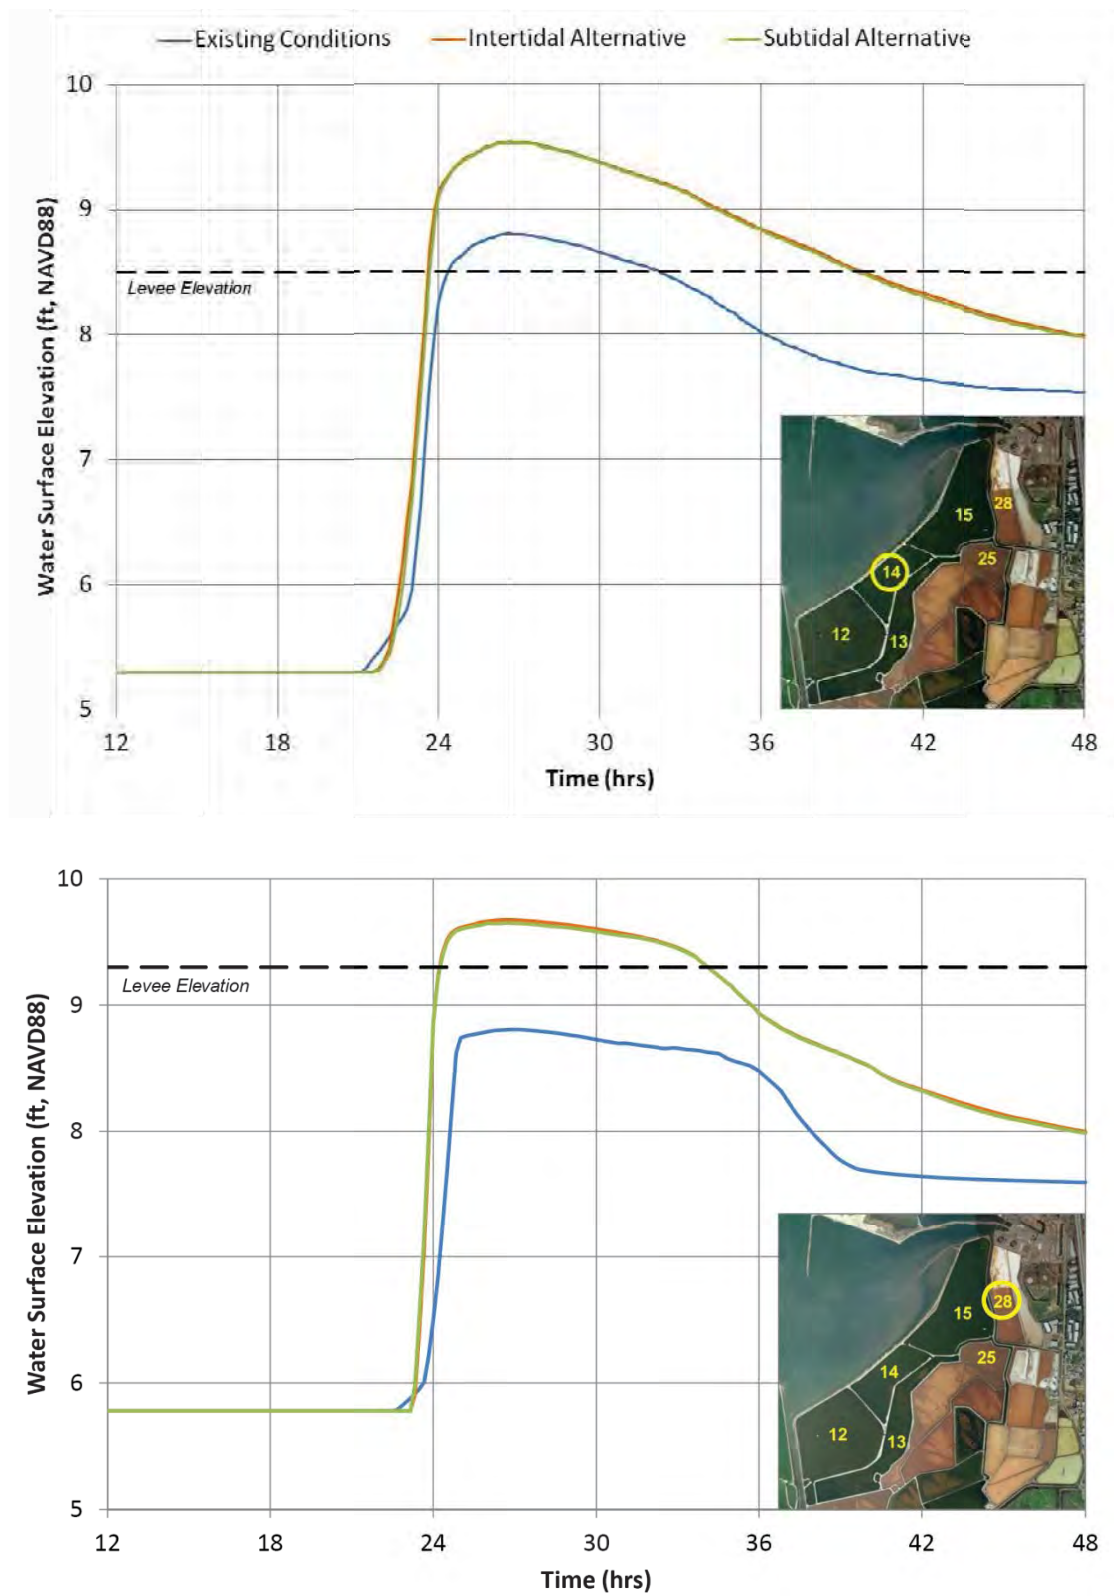 Existing Conditions Intertidal Alternative Subtidal Alternative
10
9
8
7
6
5
Water Surface Elevation (ft, NAVD88)
Levee Elevation
15
28
25
14
12
13
12 18 24 30 36 42 48
Time (hrs)
10
9
8
7
6
5
Water Surface Elevation (ft, NAVD88)
Levee Elevation
15
28
25
14
12
13
12 18 24 30 36 42 48
Time (hrs)